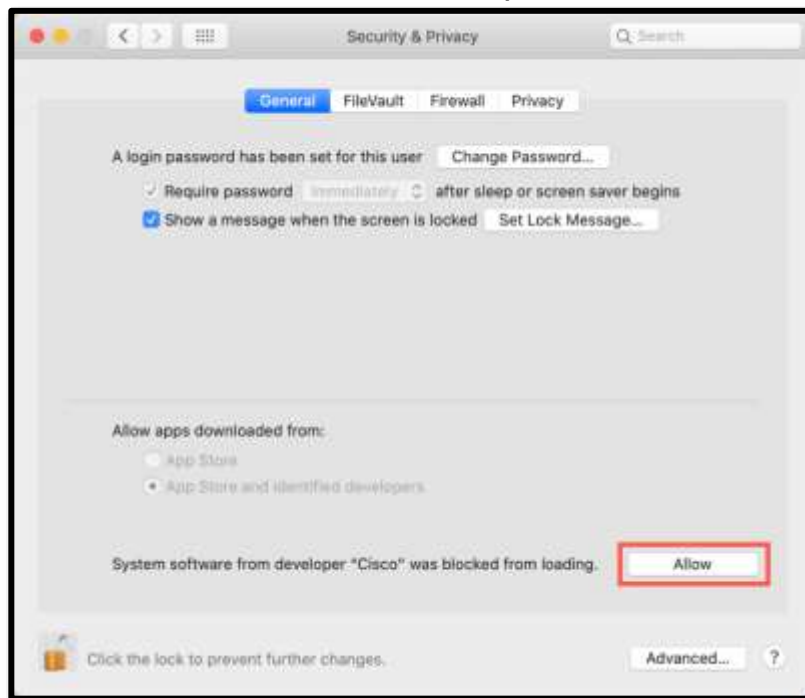 Security & Privacy
Search
General FileVault Firewall Privacy
A login password has been set for this user Change Password...
Require password immediately after sleep or screen saver begins
Show a message when the screen is locked Set Lock Message...
Allow apps downloaded from:
App Store
App Store and identified developers
System software from developer "Cisco" was blocked from loading. Allow
Click the lock to prevent further changes. Advanced... ?